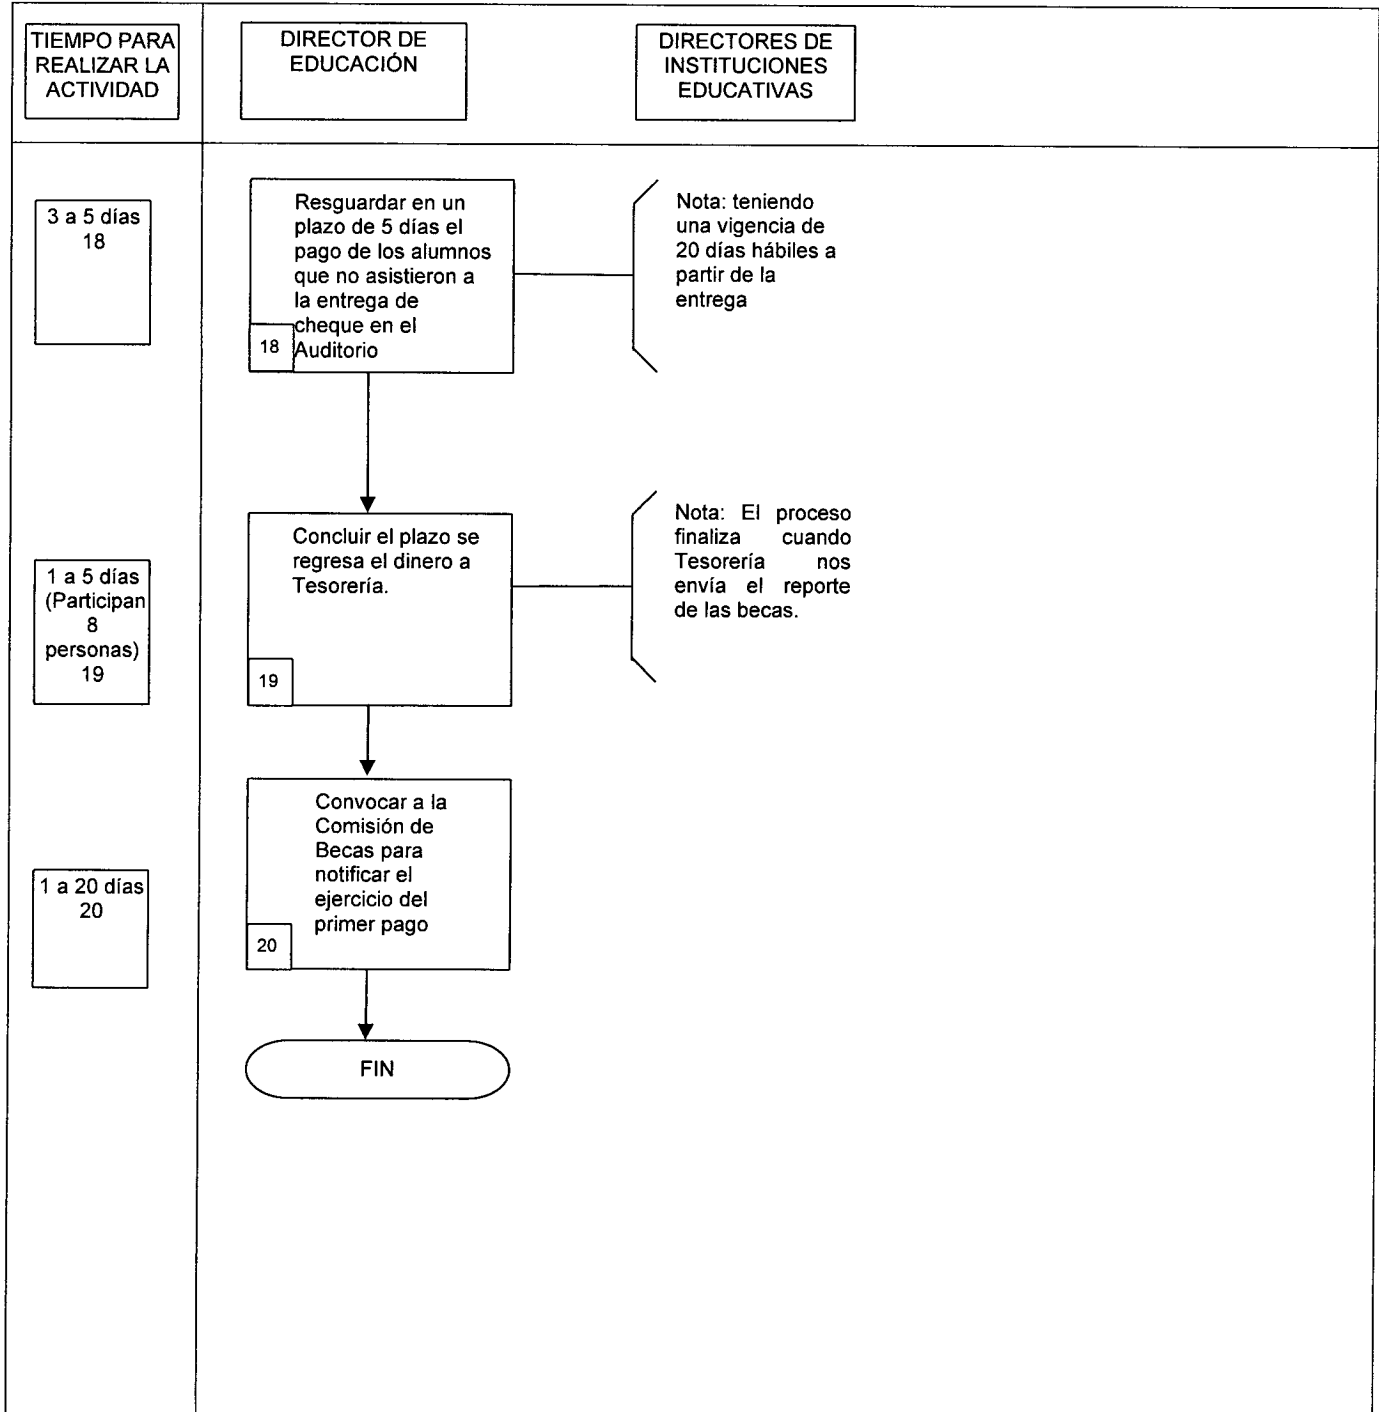 TIEMPO PARA
REALIZAR LA
ACTIVIDAD
DIRECTOR DE
EDUCACIÓN
DIRECTORES DE
INSTITUCIONES
EDUCATIVAS
3 a 5 días
18
Resguardar en un
plazo de 5 días el
pago de los alumnos
que no asistieron a
la entrega de
cheque en el
Auditorio
18
Nota: teniendo
una vigencia de
20 días hábiles a
partir de la
entrega
1 a 5 días
(Participan
8
personas)
19
Concluir el plazo se
regresa el dinero a
Tesorería.
19
Nota: El proceso
finaliza cuando
Tesorería nos
envía el reporte
de las becas.
1 a 20 días
20
Convocar a la
Comisión de
Becas para
notificar el
ejercicio del
primer pago
20
FIN